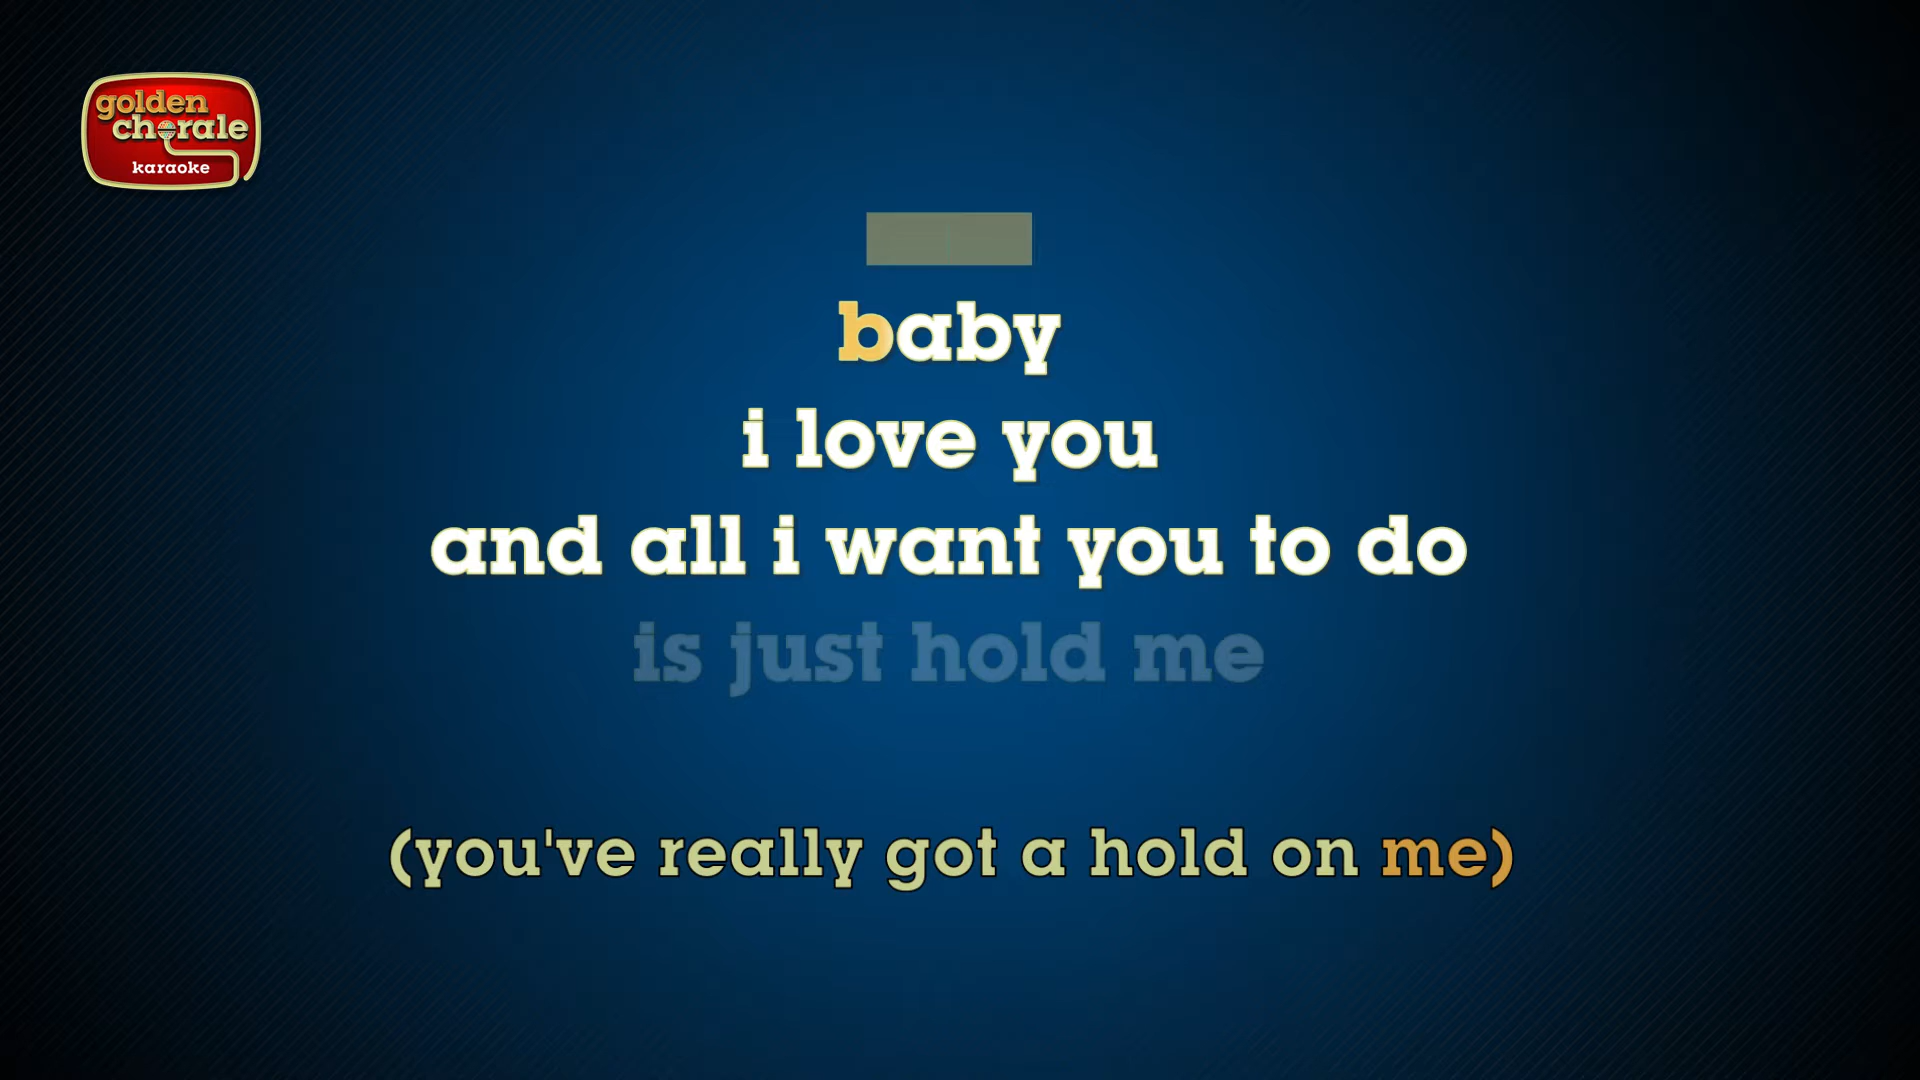 golden
chorale
karaoke
baby
i love you
and all i want you to do
is just hold me
(you've really got a hold on me)